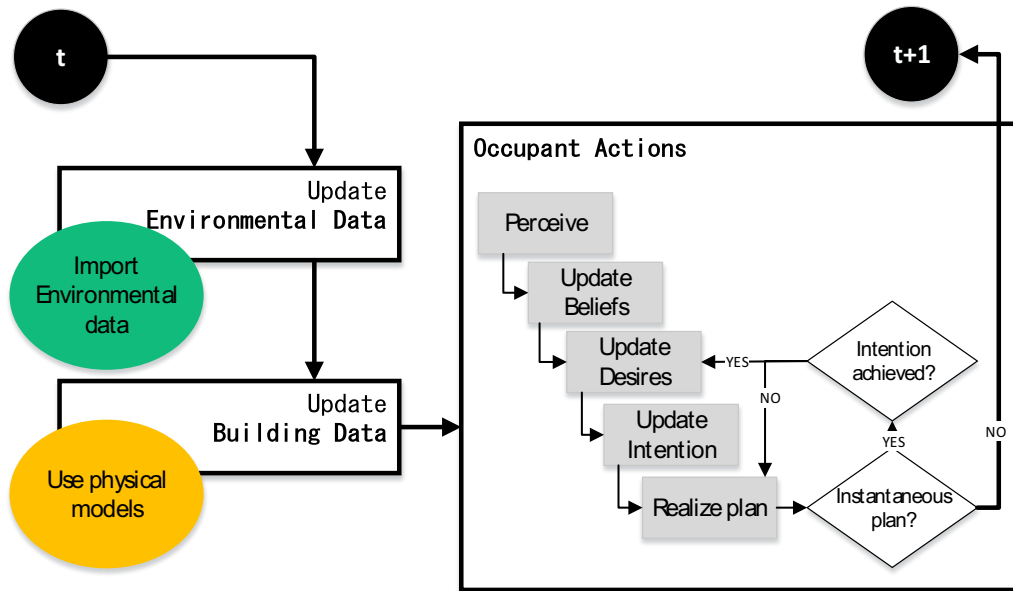 t
t+1
Update
Environmental Data
Import
Environmental
data
Update
Building Data
Use physical
models
Occupant Actions
Perceive
Update
Beliefs
Update
Desires
YES
Intention
achieved?
NO
Update
Intention
YES
NO
Realize plan
Instantaneous
plan?